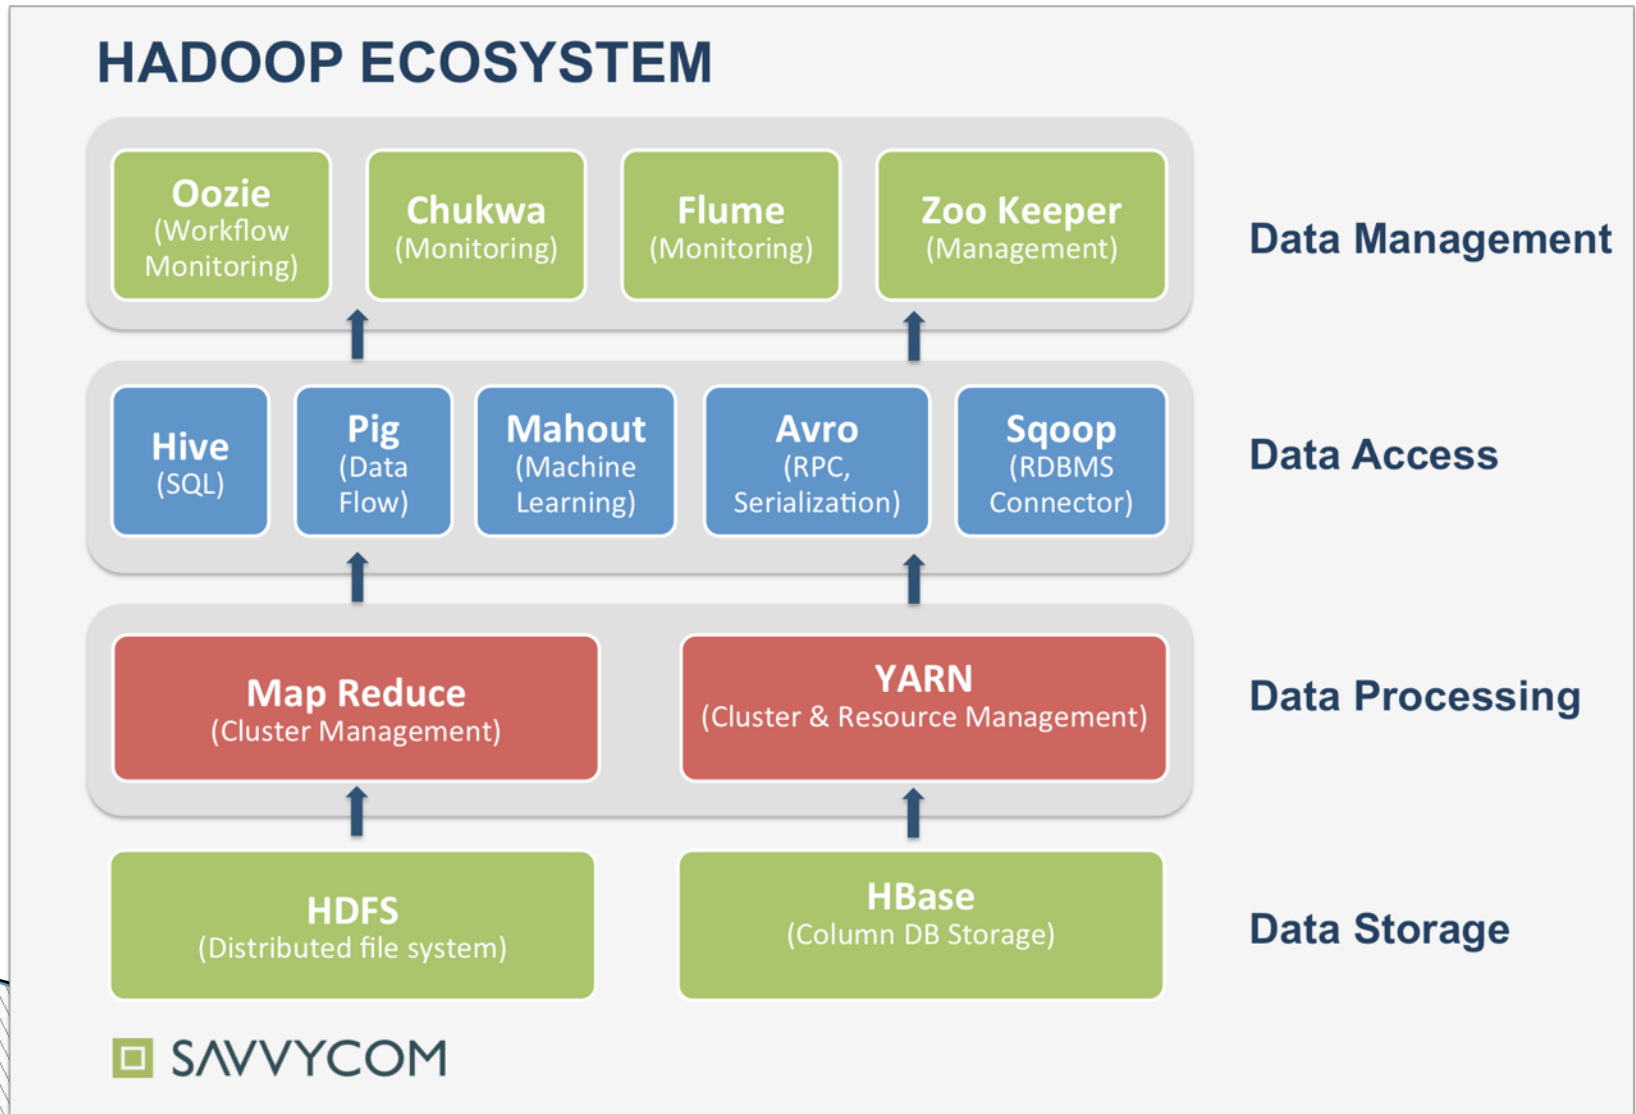 HADOOP ECOSYSTEM
Oozie
(Workflow
Monitoring)
Chukwa
(Monitoring)
Flume
(Monitoring)
Zoo Keeper
(Management)
Data Management
Hive
(SQL)
Pig
(Data
Flow)
Mahout
(Machine
Learning)
Avro
(RPC,
Serialization)
Sqoop
(RDBMS
Connector)
Data Access
Map Reduce
(Cluster Management)
YARN
(Cluster & Resource Management)
Data Processing
HDFS
(Distributed file system)
HBase
(Column DB Storage)
Data Storage
SAVVYCOM